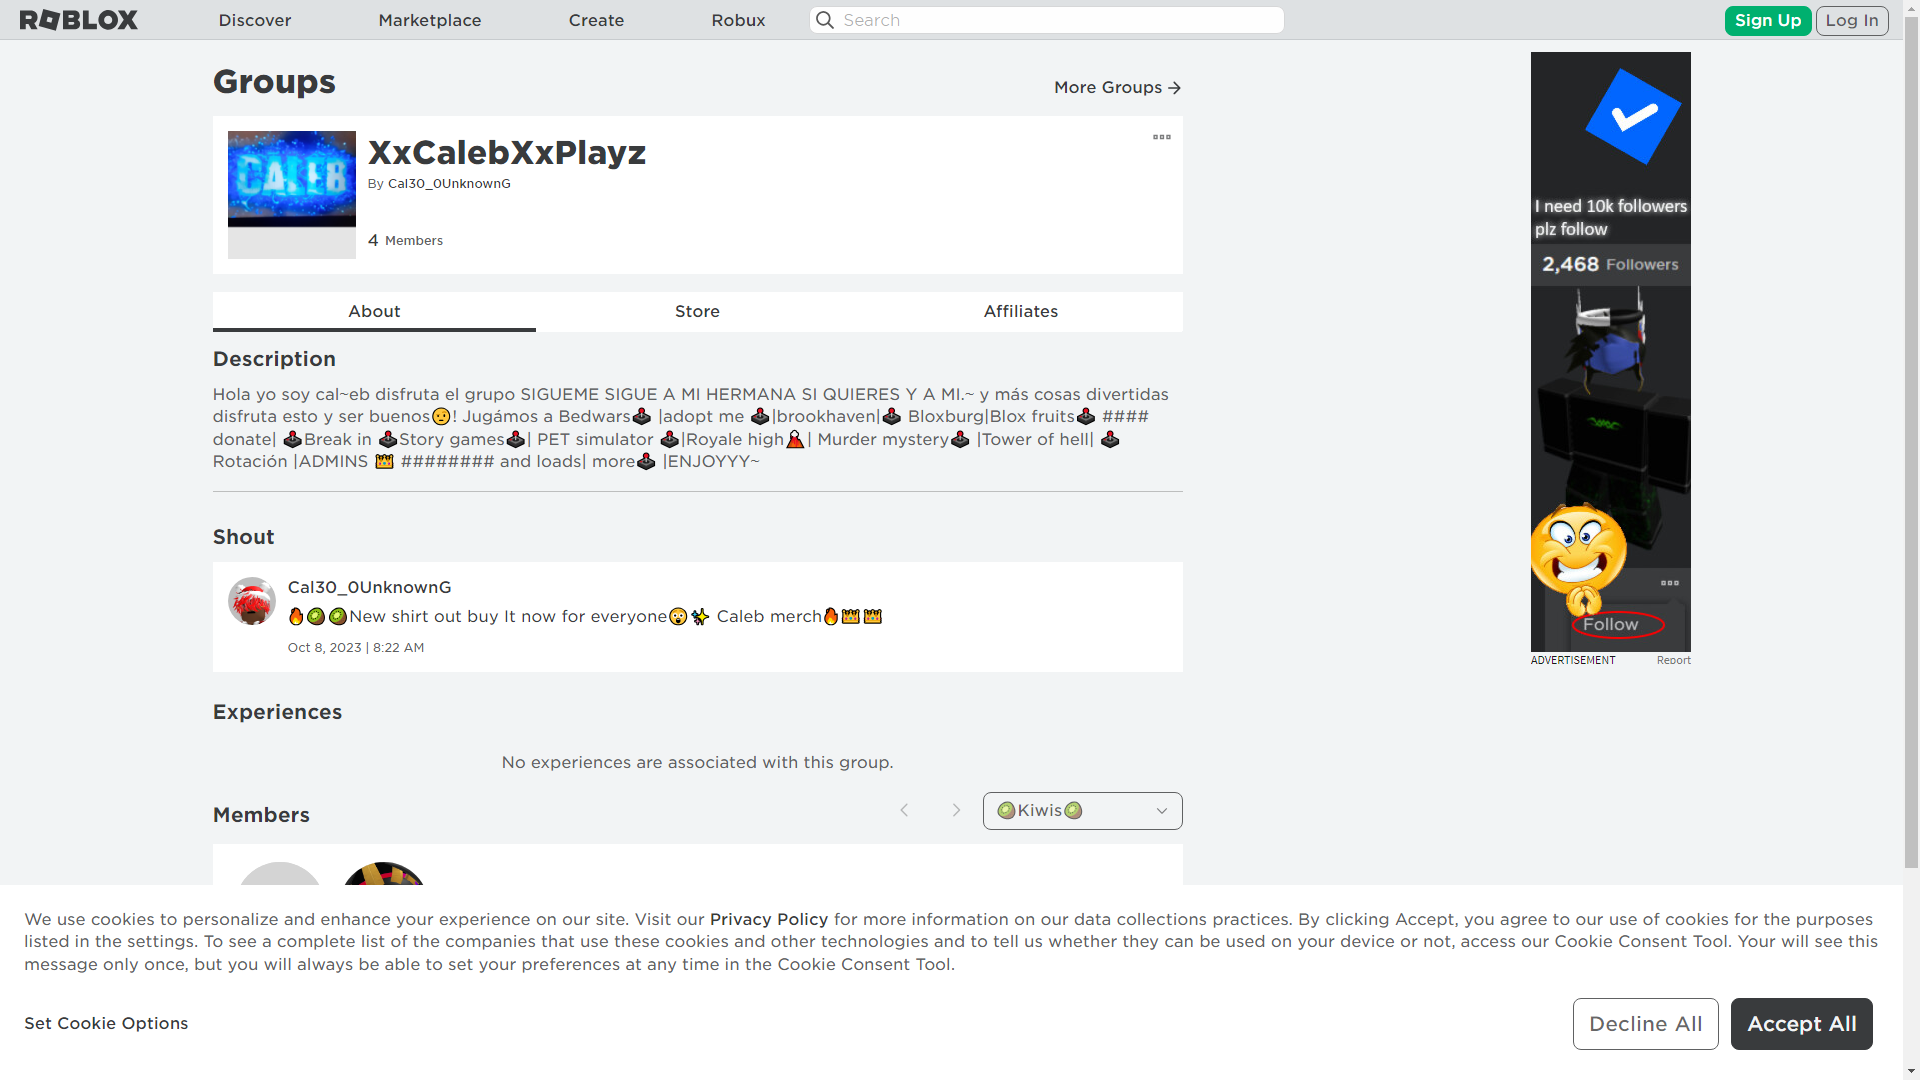 ROBLOX
Discover
Marketplace
Create
Robux
Search
Sign Up
Log In
Groups
More Groups →
CALEB
XxCalebXxPlayz
By Cal30_0UnknownG
4 Members
About
Store
Affiliates
Description
Hola yo soy cal~eb disfruta el grupo SIGUEME SIGUE A MI HERMANA SI QUIERES Y A MI.~ y más cosas divertidas
disfruta esto y ser buenos🫡! Jugámos a Bedwars🕹 |adopt me 🕹|brookhaven|🕹 Bloxburg|Blox fruits🕹 ####
donate| 🕹Break in 🕹Story games🕹| PET simulator 🕹|Royale high🌋| Murder mystery🕹 |Tower of hell| 🕹
Rotación |ADMINS 👑 ######## and loads| more🕹 |ENJOYYY~
Shout
Cal30_0UnknownG
🔥🥝🥝New shirt out buy It now for everyone😲✨ Caleb merch🔥👑👑
Oct 8, 2023 | 8:22 AM
Experiences
No experiences are associated with this group.
Members
🥝Kiwis🥝
I need 10k followers
plz follow
2,468 Followers
Follow
ADVERTISEMENT
Report
We use cookies to personalize and enhance your experience on our site. Visit our Privacy Policy for more information on our data collections practices. By clicking Accept, you agree to our use of cookies for the purposes
listed in the settings. To see a complete list of the companies that use these cookies and other technologies and to tell us whether they can be used on your device or not, access our Cookie Consent Tool. Your will see this
message only once, but you will always be able to set your preferences at any time in the Cookie Consent Tool.
Set Cookie Options
Decline All
Accept All